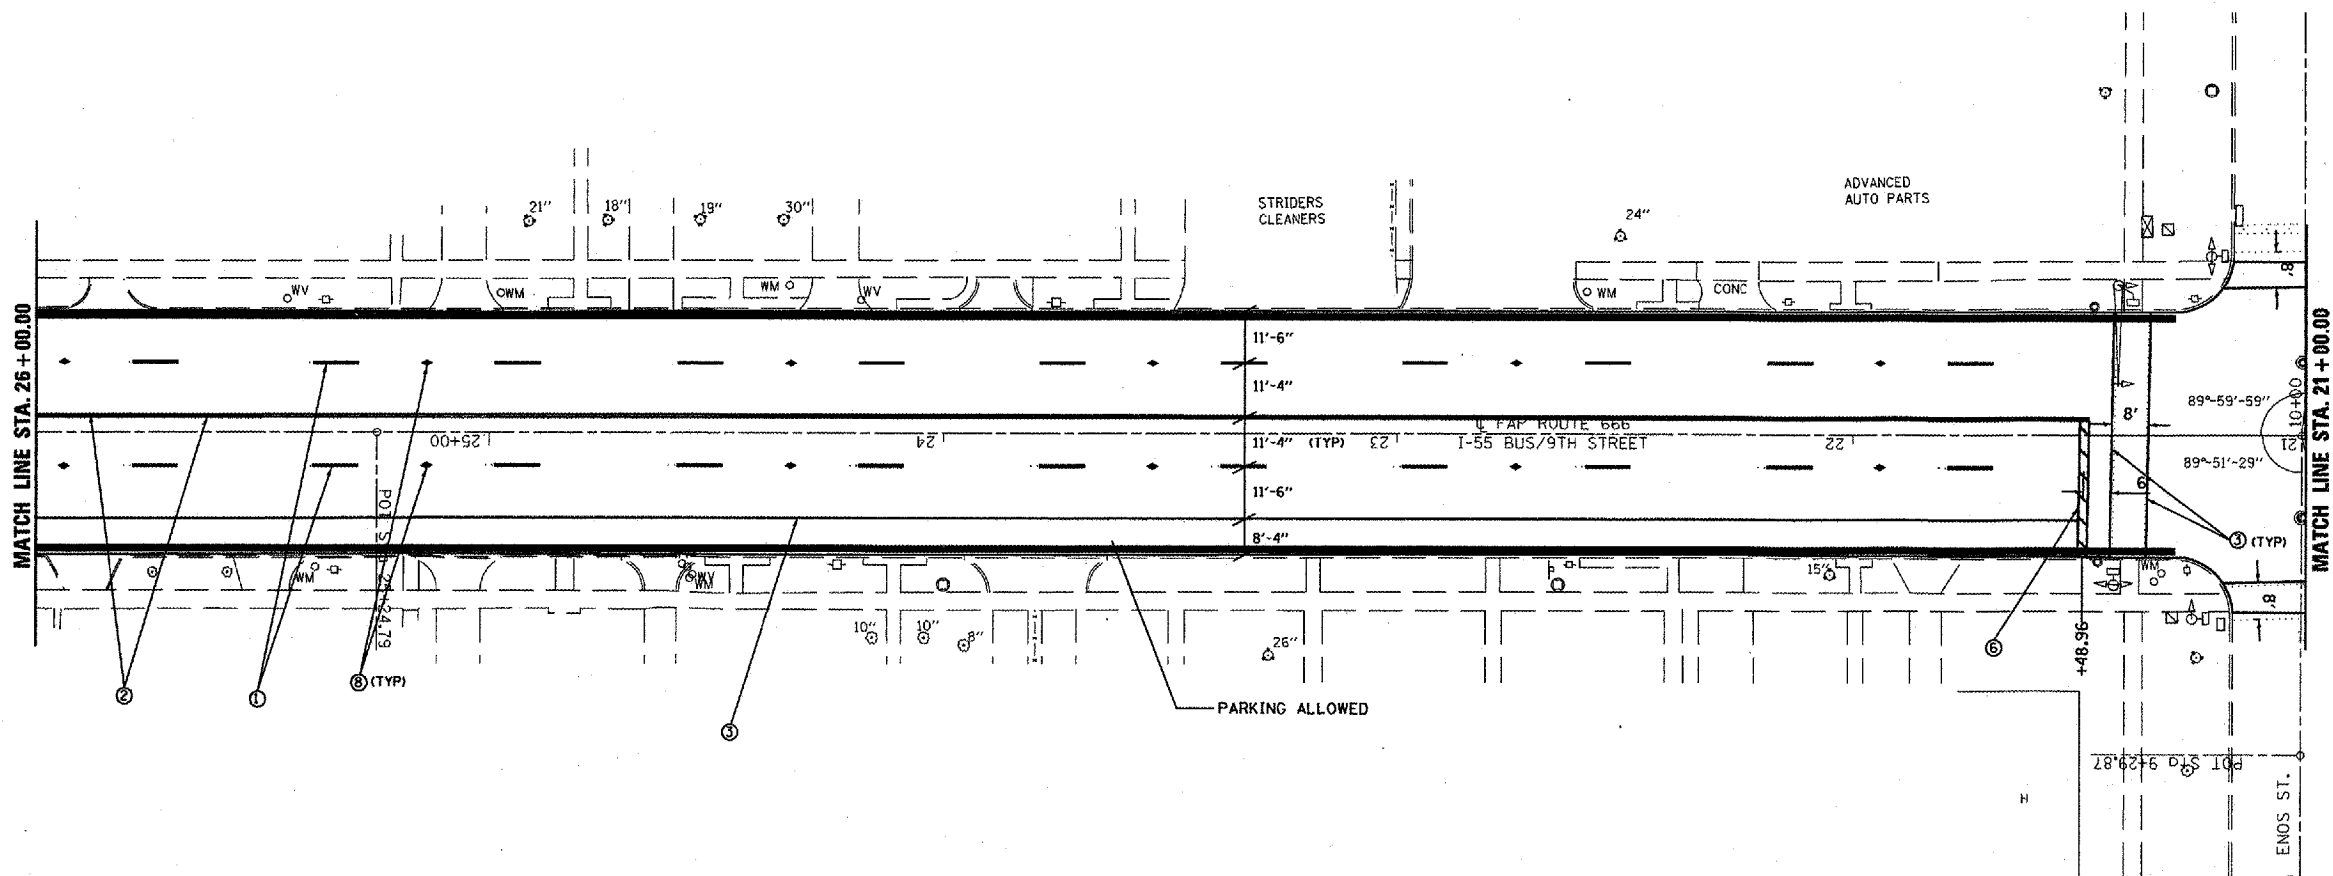 MATCH LINE STA. 26+00.00
21"
18"
19"
30"
STRIDERS
CLEANERS
24"
ADVANCED
AUTO PARTS
WV
WM
WM
WV
WM
CONC
8'
11'-6"
11'-4"
11'-4" (TYP)
11'-6"
8'-4"
25+00
24
23
℄ FAP ROUTE 666
I-55 BUS/9TH STREET
22
21
8'
6
89°-59'-59"
10+00
89°-51'-29"
MATCH LINE STA. 21+00.00
3 (TYP)
WM
WM
WM
15"
8'
10"
10"
8"
26"
6
+48.96
2
1
8 (TYP)
3
PARKING ALLOWED
POT Sta 9+29.87
H
ENOS ST.